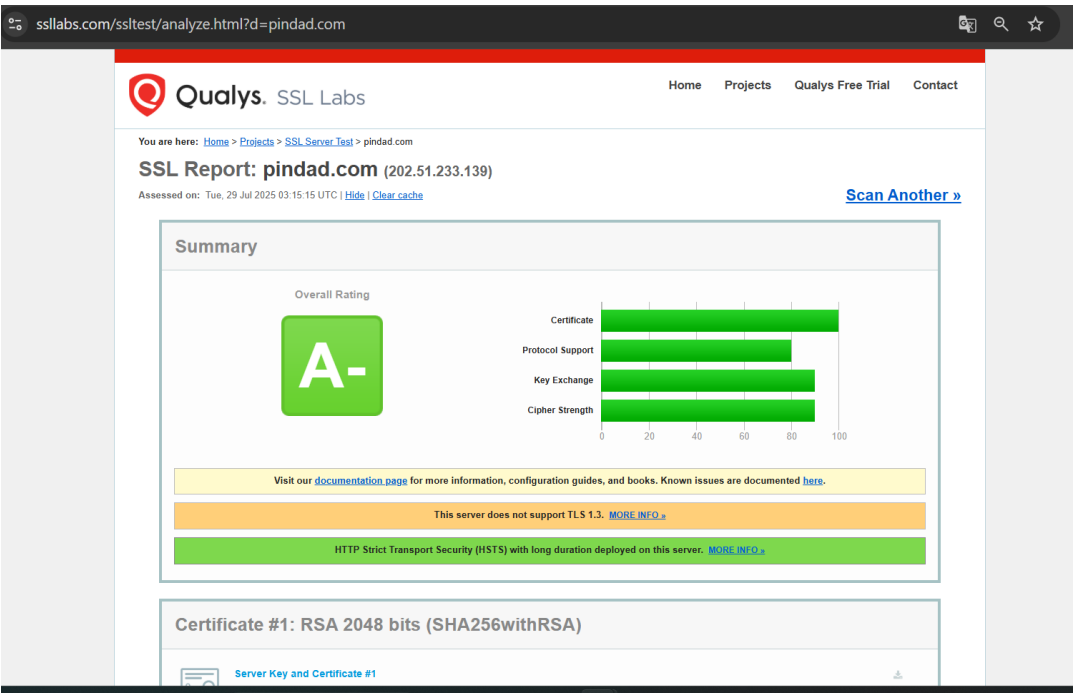 ssllabs.com/ssltest/analyze.html?d=pindad.com
Qualys. SSL Labs
Home Projects Qualys Free Trial Contact
You are here: Home > Projects > SSL Server Test > pindad.com
SSL Report: pindad.com (202.51.233.139)
Assessed on: Tue, 29 Jul 2025 03:15:15 UTC | Hide | Clear cache
Scan Another »
Summary
Overall Rating
A-
Certificate
Protocol Support
Key Exchange
Cipher Strength
0 20 40 60 80 100
Visit our documentation page for more information, configuration guides, and books. Known issues are documented here.
This server does not support TLS 1.3. MORE INFO »
HTTP Strict Transport Security (HSTS) with long duration deployed on this server. MORE INFO »
Certificate #1: RSA 2048 bits (SHA256withRSA)
Server Key and Certificate #1